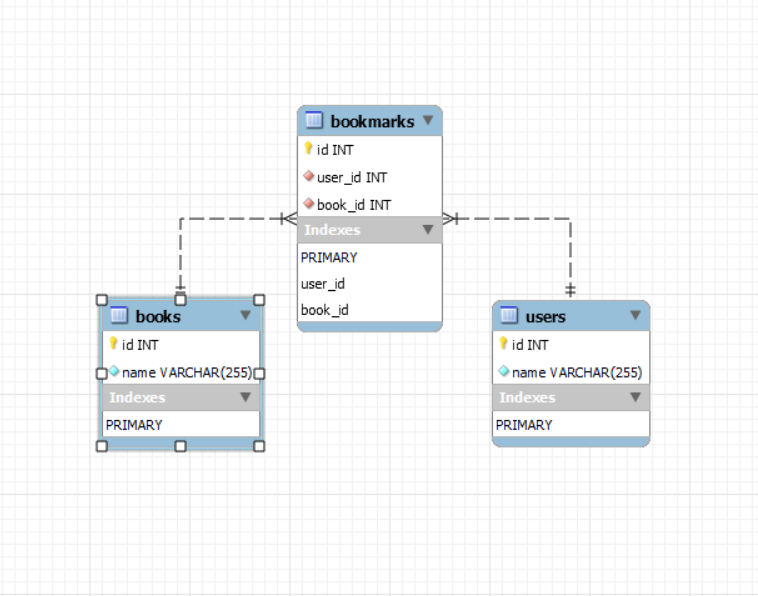 bookmarks
id INT
user_id INT
book_id INT
Indexes
PRIMARY
user_id
book_id
books
id INT
name VARCHAR(255)
Indexes
PRIMARY
users
id INT
name VARCHAR(255)
Indexes
PRIMARY